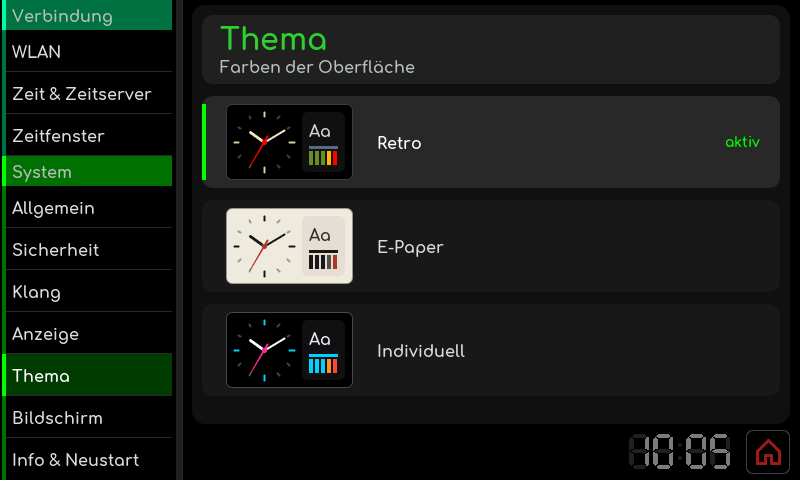 Verbindung
WLAN
Zeit & Zeitserver
Zeitfenster
System
Allgemein
Sicherheit
Klang
Anzeige
Thema
Bildschirm
Info & Neustart
Thema
Farben der Oberfläche
Aa
Retro
aktiv
Aa
E-Paper
Aa
Individuell
10:05